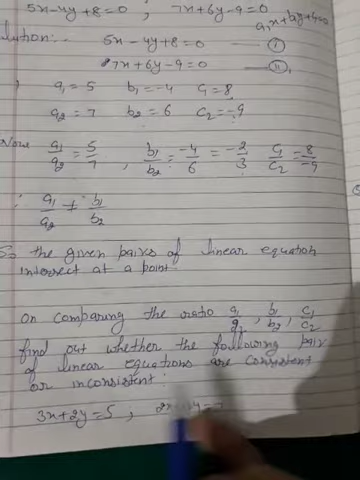 5x-4y+8=0 ; 7x+6y-9=0
a,x+by+c=0
lution:-
5x-4y+8=0 — (i)
7x+6y-9=0 — (ii)
a1=5 b1=-4 c1=8
a2=7 b2=6 c2=-9
Now a1/a2 = 5/7 , b1/b2 = -4/6 = -2/3 c1/c2 = 8/-9
∴ a1/a2 ≠ b1/b2
So the given pairs of linear equation
intersect at a point.
On comparing the ratio a1/a2, b1/b2, c1/c2
find out whether the following pair
of linear equations are consistent
or inconsistent:
3x+2y=5 ;